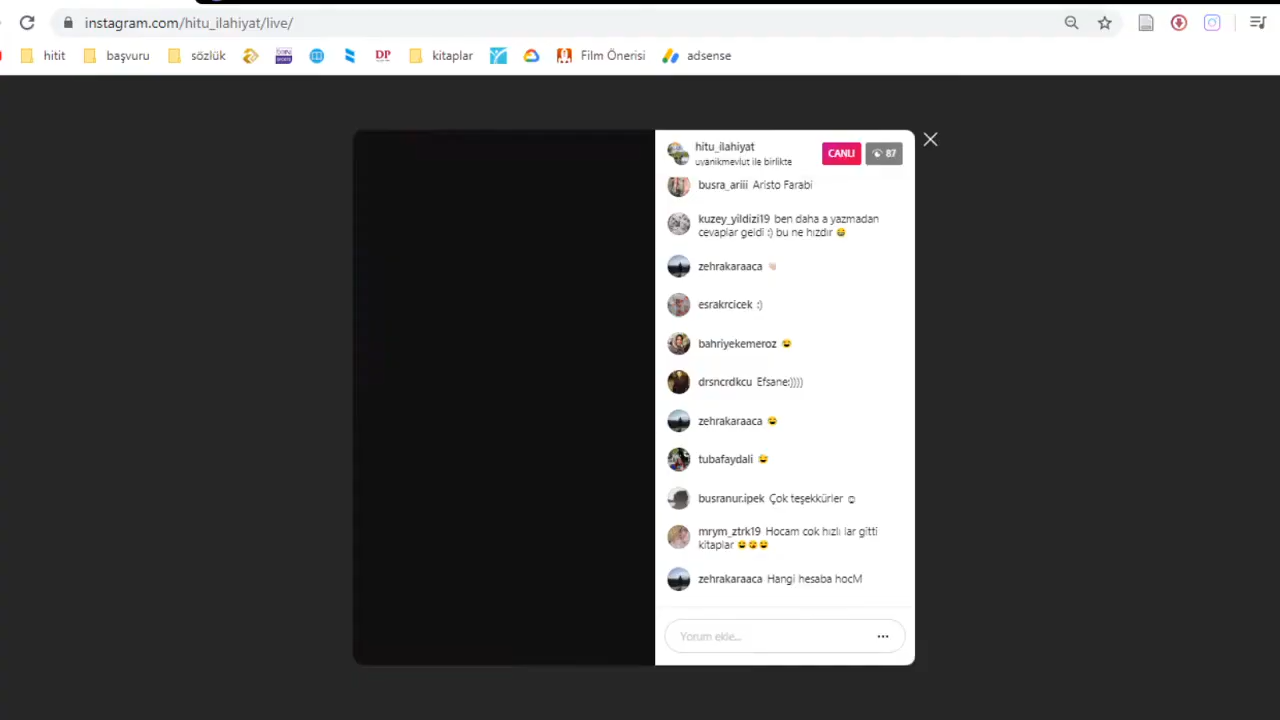 instagram.com/hitu_ilahiyat/live/
hitit başvuru sözlük beIN SPORTS DP kitaplar Film Önerisi adsense
hitu_ilahiyat
uyanikmevlut ile birlikte
CANLI 87
busra_ariii Aristo Farabi
kuzey_yildizi19 ben daha a yazmadan
cevaplar geldi :) bu ne hızdır 😂
zehrakaraaca 👏🏻
esrakrcicek :)
bahriyekemeroz 😂
drsncrdkcu Efsane:))))
zehrakaraaca 😂
tubafaydali 😅
busranur.ipek Çok teşekkürler ☺
mrym_ztrk19 Hocam cok hızlı lar gitti
kitaplar 😂😂😂
zehrakaraaca Hangi hesaba hocM
Yorum ekle...